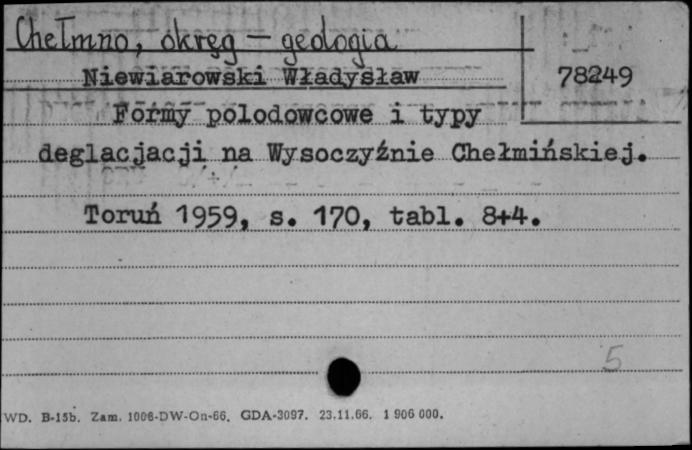 Chełmno, okręg – geologia
Niewiarowski Władysław
78249
Formy polodowcowe i typy
deglacjacji na Wysoczyźnie Chełmińskiej.
Toruń 1959, s. 170, tabl. 8+4.
5
WD. B-15b. Zam. 1006-DW-On-66. GDA-3097. 23.11.66. 1 906 000.